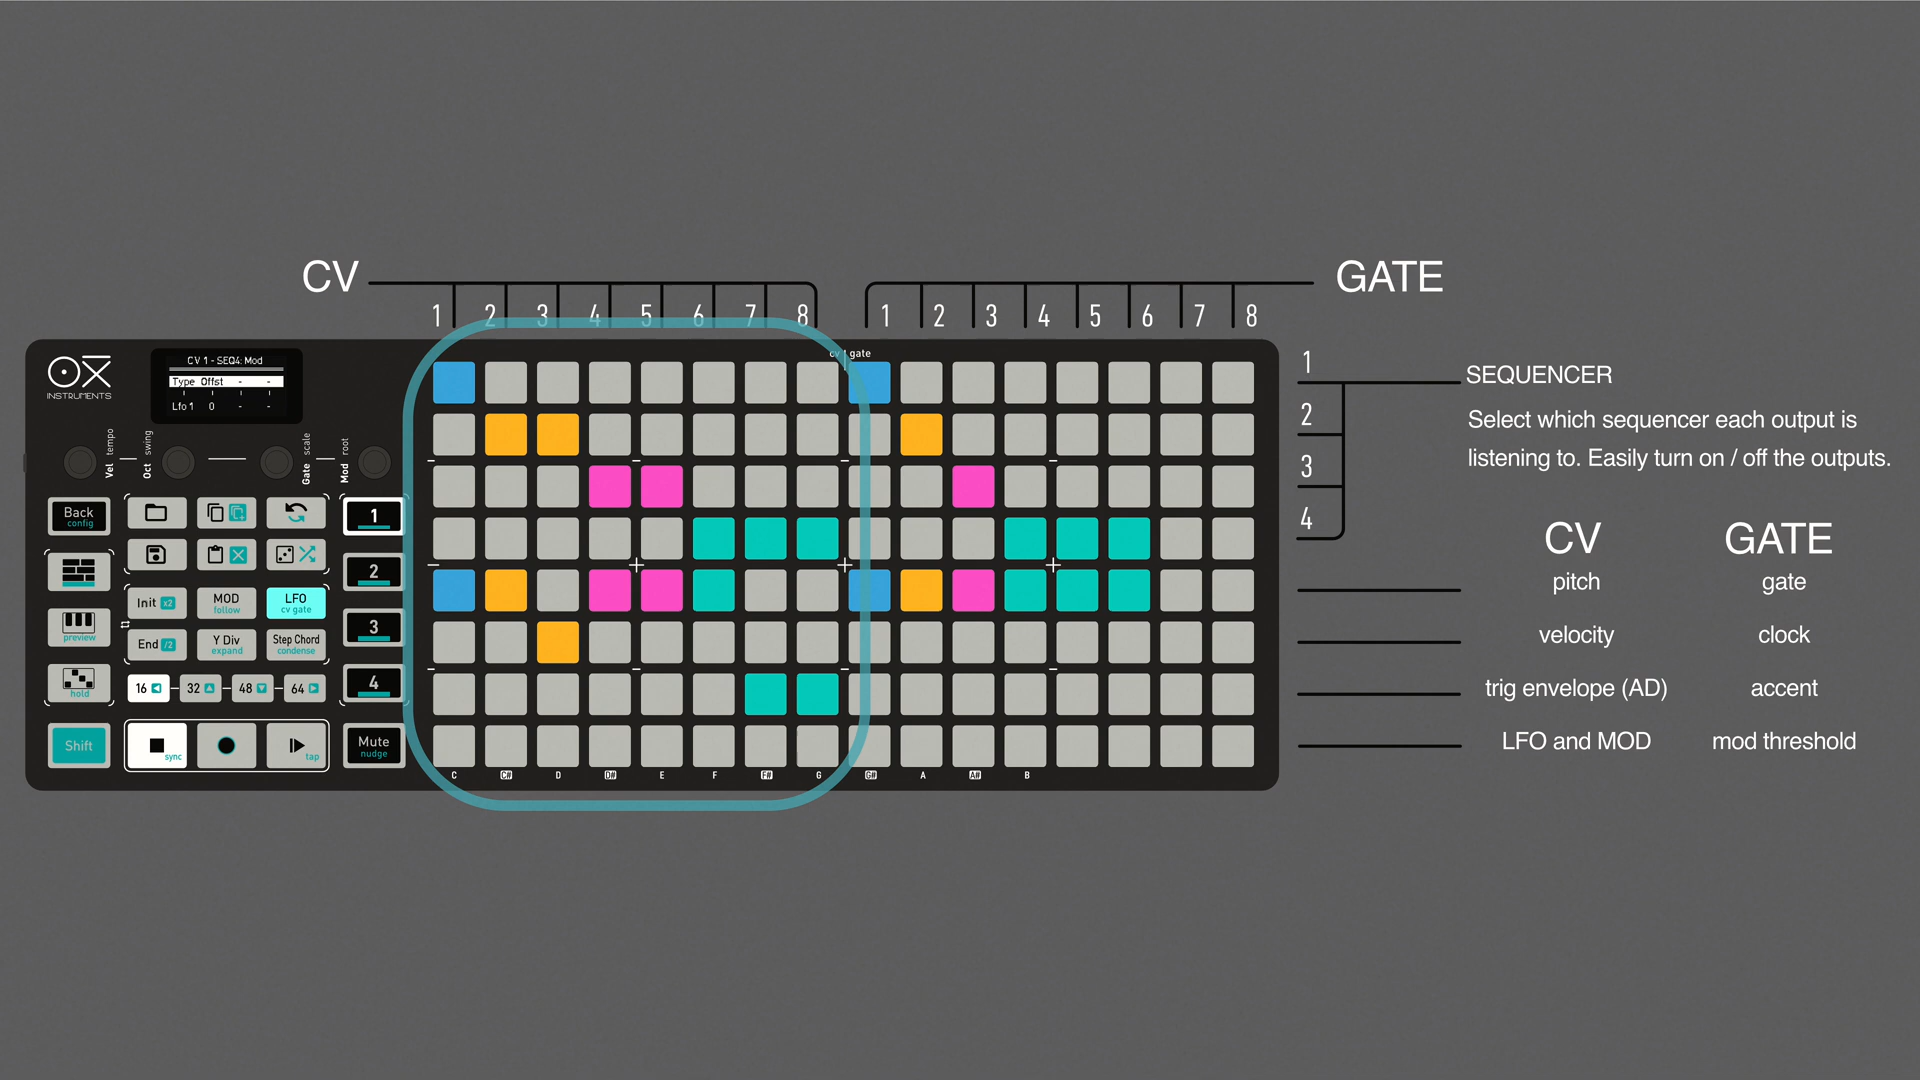 CV
GATE
1 2 3 4 5 6 7 8
1 2 3 4 5 6 7 8
cv | gate
INSTRUMENTS
CV 1 - SEQ4: Mod
Type Offst - -
Lfo 1 0 - -
Vel tempo
Oct swing
Gate scale
Mod root
Back
config
1
2
3
4
preview
hold
Init x2
MOD
follow
LFO
cv gate
End /2
Y Div
expand
Step Chord
condense
16 32 48 64
Shift
sync
tap
Mute
nudge
C C# D D# E F F# G G# A A# B
1
2
3
4
SEQUENCER
Select which sequencer each output is
listening to. Easily turn on / off the outputs.
CV GATE
pitch gate
velocity clock
trig envelope (AD) accent
LFO and MOD mod threshold